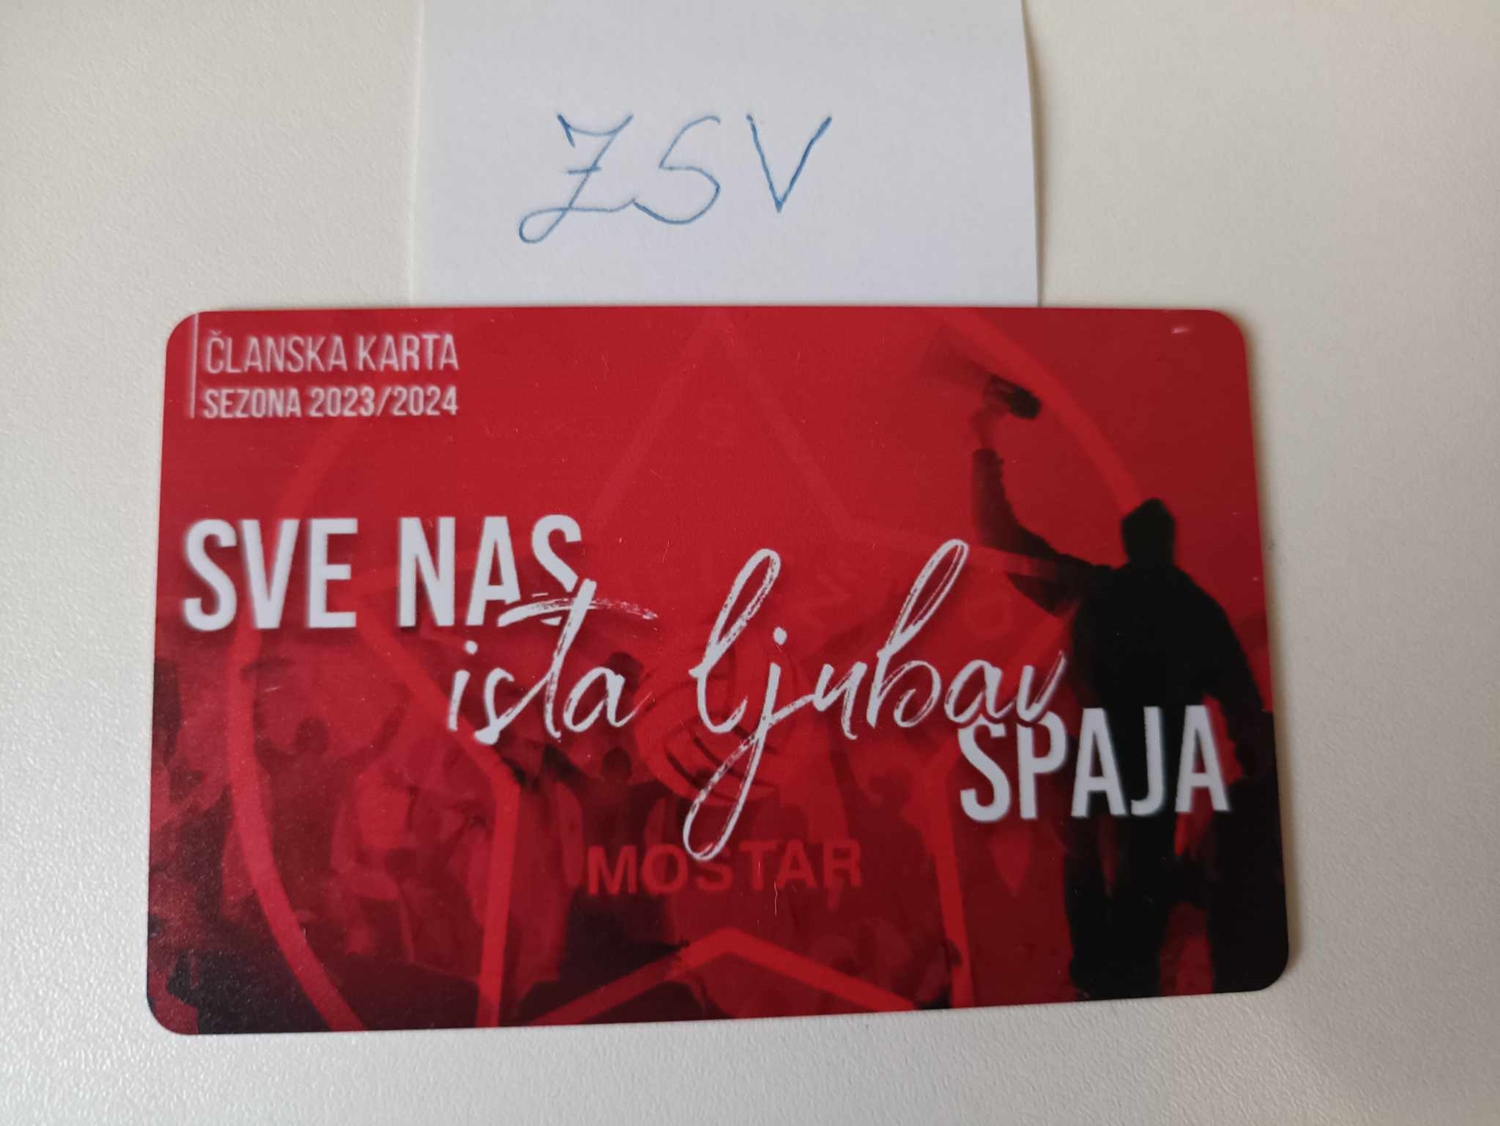 ZSV
ČLANSKA KARTA
SEZONA 2023/2024
SVE NAS
ista ljubav
SPAJA
MOSTAR